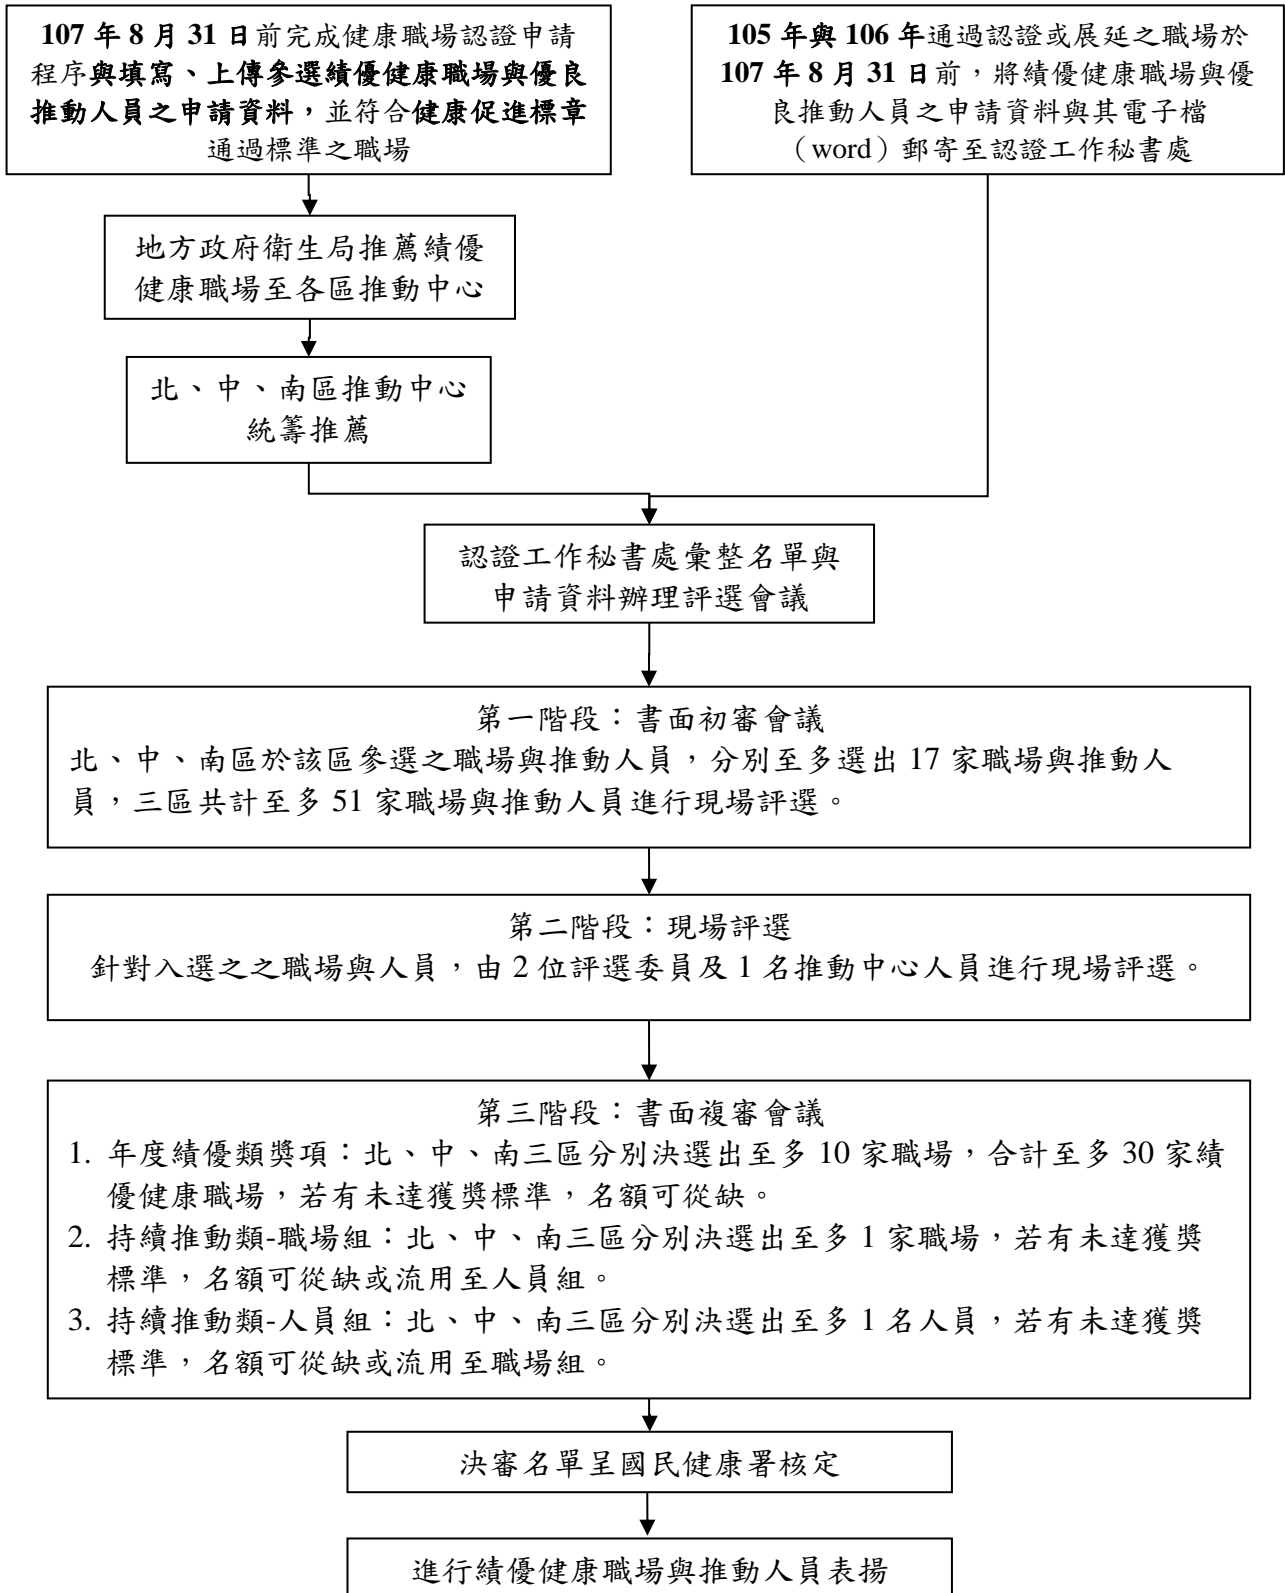 107 年 8 月 31 日前完成健康職場認證申請
程序與填寫、上傳參選績優健康職場與優良
推動人員之申請資料，並符合健康促進標章
通過標準之職場
105 年與 106 年通過認證或展延之職場於
107 年 8 月 31 日前，將績優健康職場與優
良推動人員之申請資料與其電子檔
（word）郵寄至認證工作秘書處
地方政府衛生局推薦績優
健康職場至各區推動中心
北、中、南區推動中心
統籌推薦
認證工作秘書處彙整名單與
申請資料辦理評選會議
第一階段：書面初審會議
北、中、南區於該區參選之職場與推動人員，分別至多選出 17 家職場與推動人
員，三區共計至多 51 家職場與推動人員進行現場評選。
第二階段：現場評選
針對入選之之職場與人員，由 2 位評選委員及 1 名推動中心人員進行現場評選。
第三階段：書面複審會議
1. 年度績優類獎項：北、中、南三區分別決選出至多 10 家職場，合計至多 30 家績
優健康職場，若有未達獲獎標準，名額可從缺。
2. 持續推動類-職場組：北、中、南三區分別決選出至多 1 家職場，若有未達獲獎
標準，名額可從缺或流用至人員組。
3. 持續推動類-人員組：北、中、南三區分別決選出至多 1 名人員，若有未達獲獎
標準，名額可從缺或流用至職場組。
決審名單呈國民健康署核定
進行績優健康職場與推動人員表揚